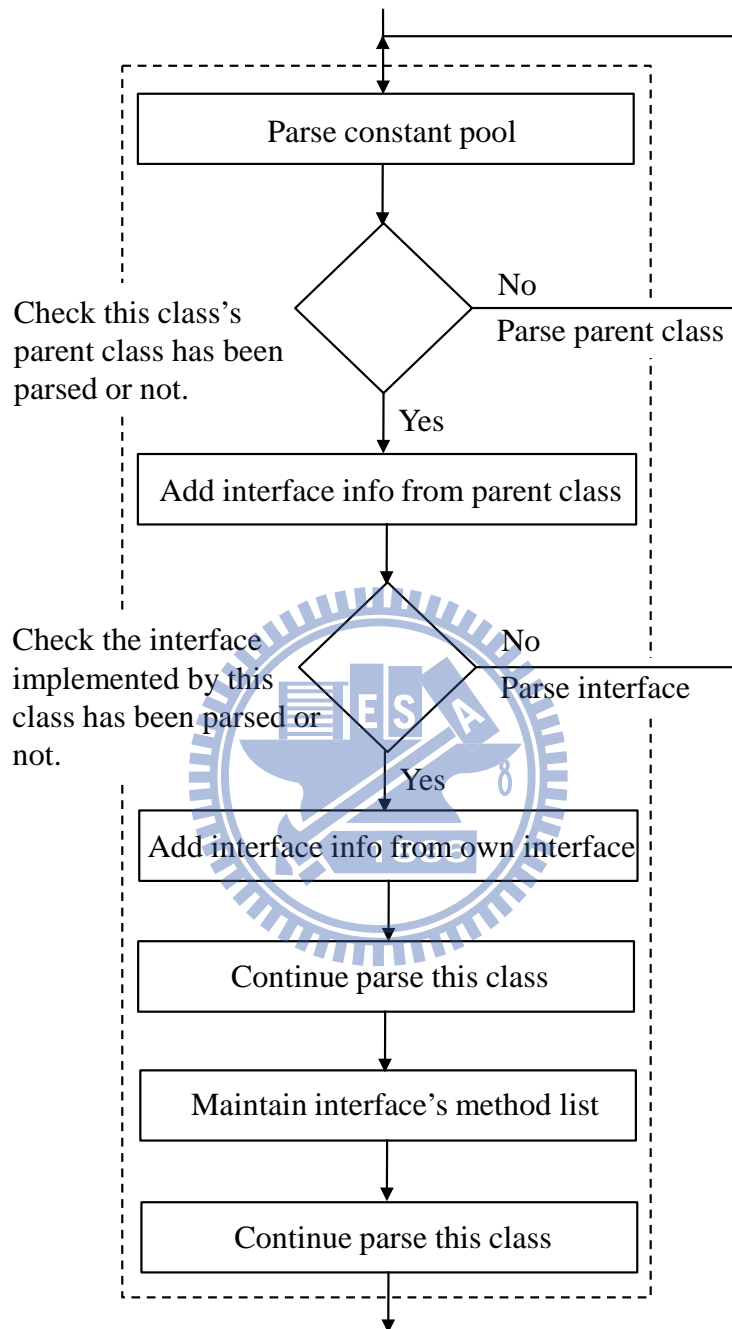 Parse constant pool
No
Check this class's
parent class has been
parsed or not.
Parse parent class
Yes
Add interface info from parent class
No
Check the interface
implemented by this
class has been parsed or
not.
Parse interface
E S A
Yes
Add interface info from own interface
Continue parse this class
Maintain interface's method list
Continue parse this class